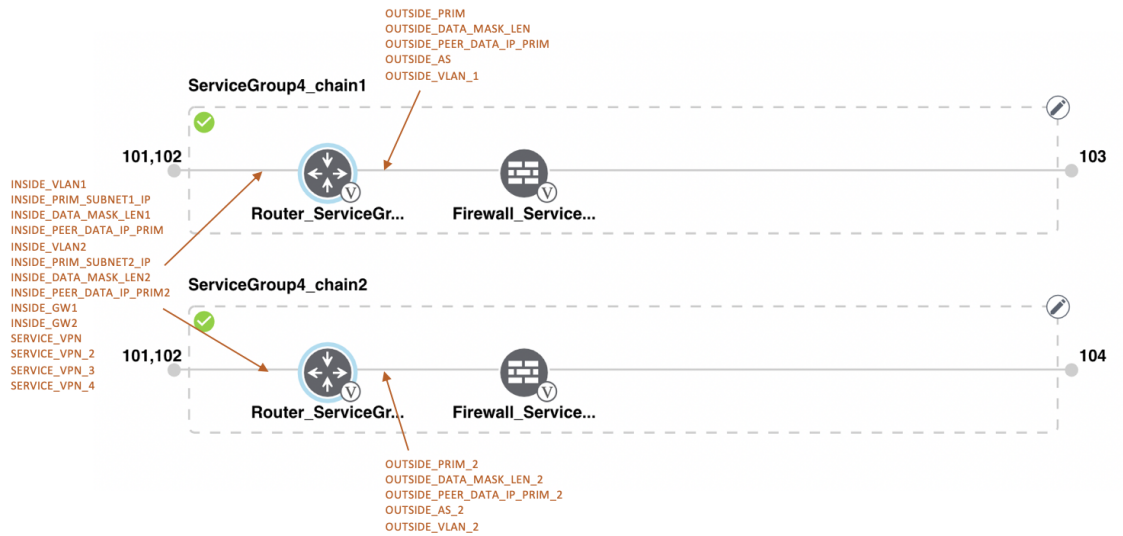 OUTSIDE_PRIM
OUTSIDE_DATA_MASK_LEN
OUTSIDE_PEER_DATA_IP_PRIM
OUTSIDE_AS
OUTSIDE_VLAN_1
ServiceGroup4_chain1
101,102
103
V
V
Router_ServiceGr...
Firewall_Service...
INSIDE_VLAN1
INSIDE_PRIM_SUBNET1_IP
INSIDE_DATA_MASK_LEN1
INSIDE_PEER_DATA_IP_PRIM
INSIDE_VLAN2
INSIDE_PRIM_SUBNET2_IP
INSIDE_DATA_MASK_LEN2
INSIDE_PEER_DATA_IP_PRIM2
INSIDE_GW1
INSIDE_GW2
SERVICE_VPN
SERVICE_VPN_2
SERVICE_VPN_3
SERVICE_VPN_4
ServiceGroup4_chain2
101,102
104
V
V
Router_ServiceGr...
Firewall_Service...
OUTSIDE_PRIM_2
OUTSIDE_DATA_MASK_LEN_2
OUTSIDE_PEER_DATA_IP_PRIM_2
OUTSIDE_AS_2
OUTSIDE_VLAN_2